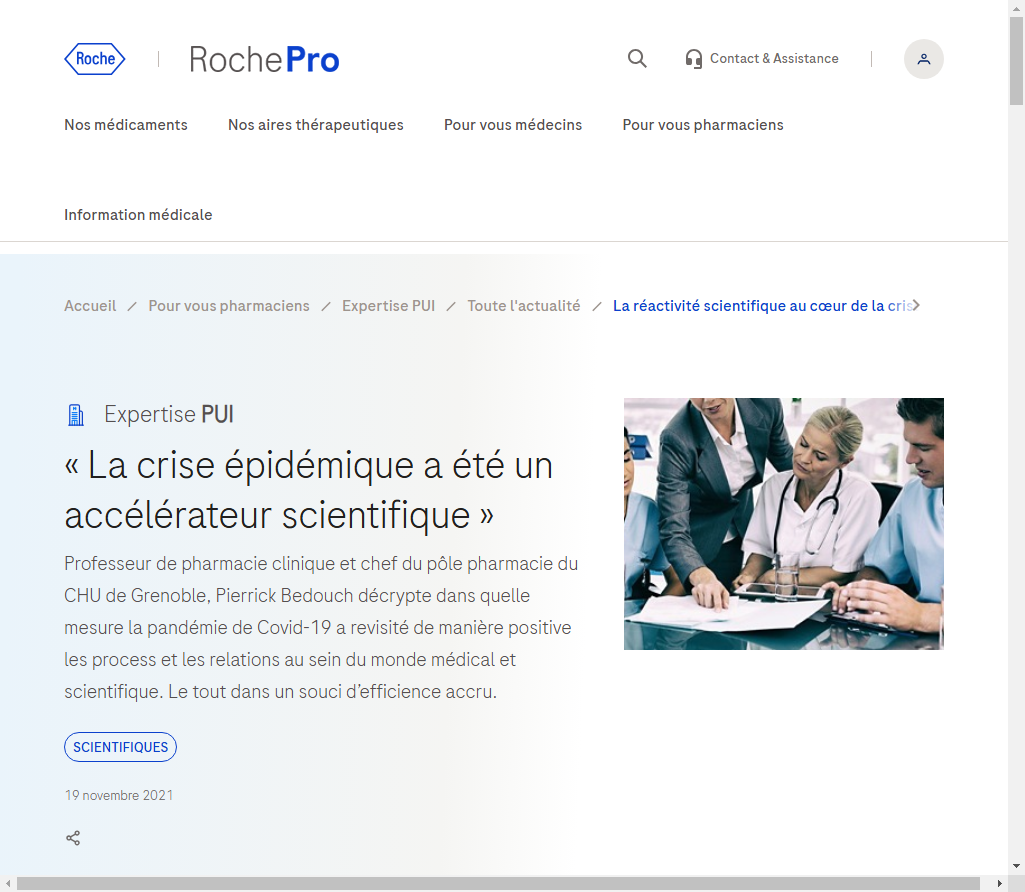 Roche
RochePro
Contact & Assistance
Nos médicaments
Nos aires thérapeutiques
Pour vous médecins
Pour vous pharmaciens
Information médicale
Accueil / Pour vous pharmaciens / Expertise PUI / Toute l'actualité / La réactivité scientifique au cœur de la cris
Expertise PUI
« La crise épidémique a été un
accélérateur scientifique »
Professeur de pharmacie clinique et chef du pôle pharmacie du
CHU de Grenoble, Pierrick Bedouch décrypte dans quelle
mesure la pandémie de Covid-19 a revisité de manière positive
les process et les relations au sein du monde médical et
scientifique. Le tout dans un souci d’efficience accru.
SCIENTIFIQUES
19 novembre 2021